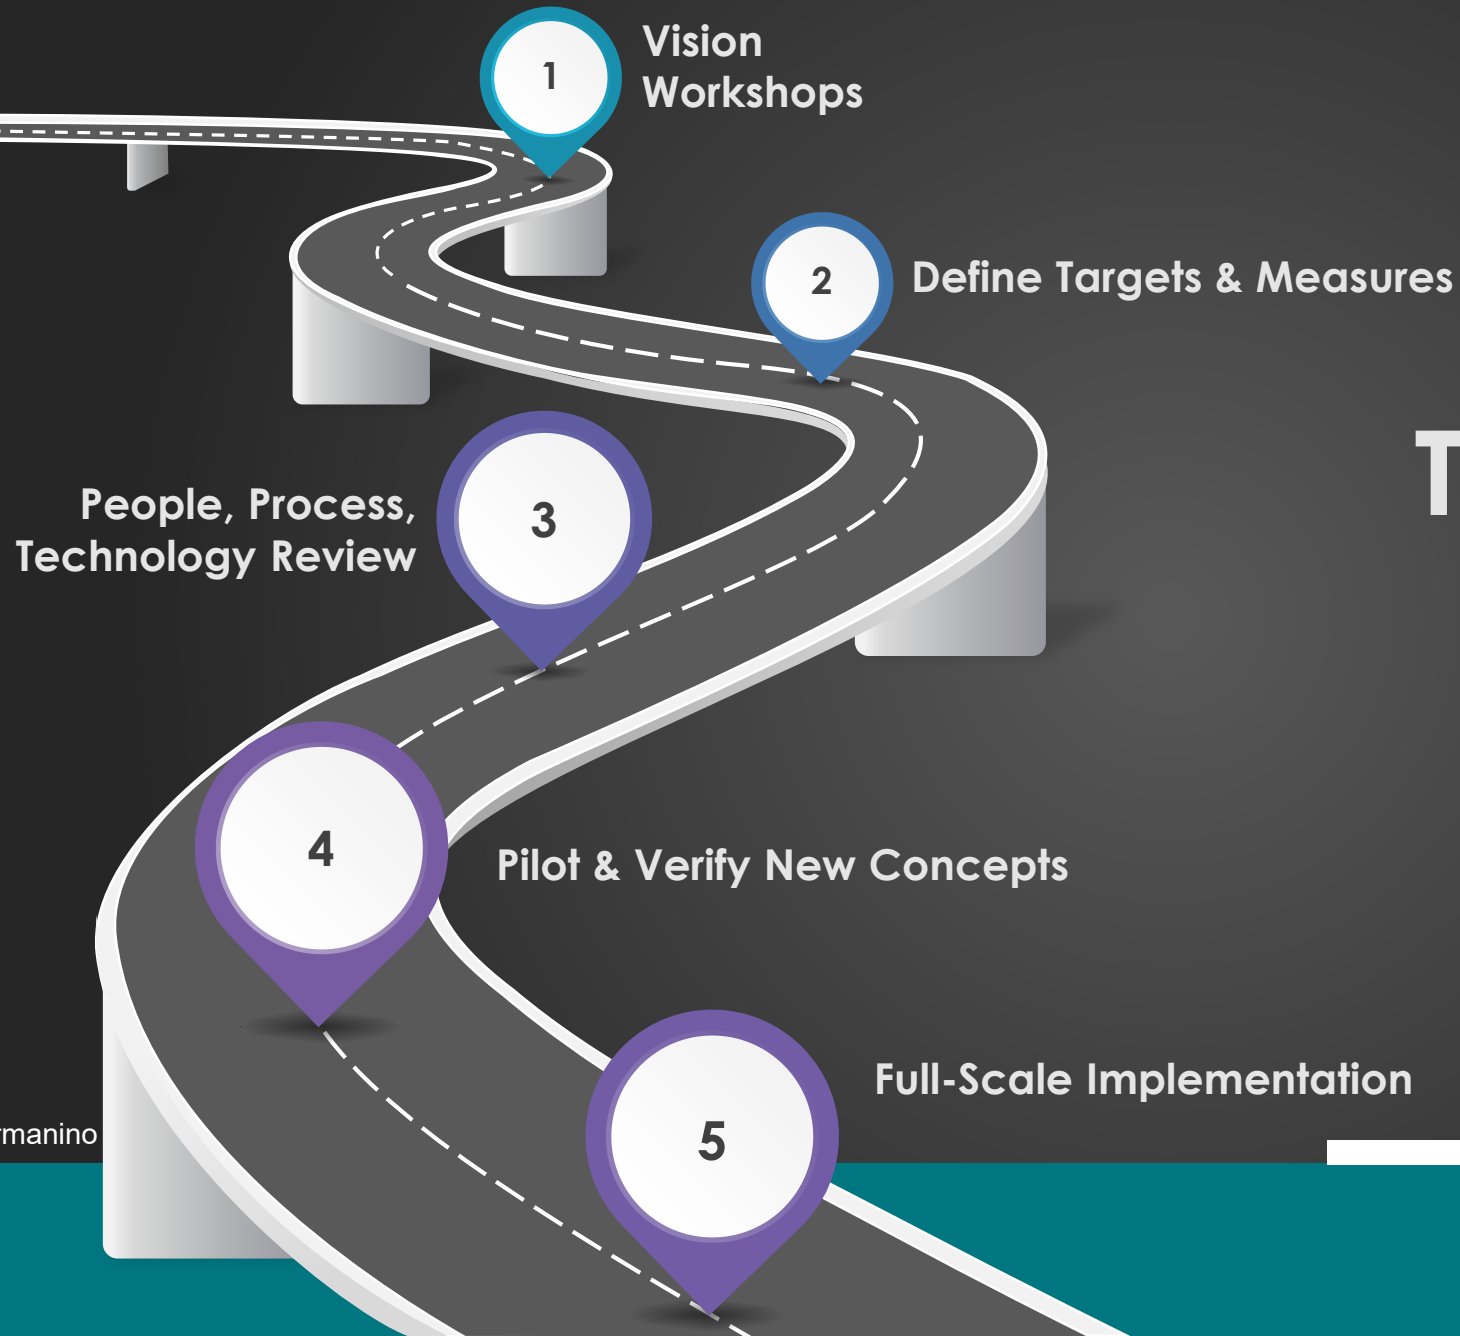 1
Vision
Workshops
2
Define Targets & Measures
T
3
People, Process,
Technology Review
4
Pilot & Verify New Concepts
5
Full-Scale Implementation
rmanino